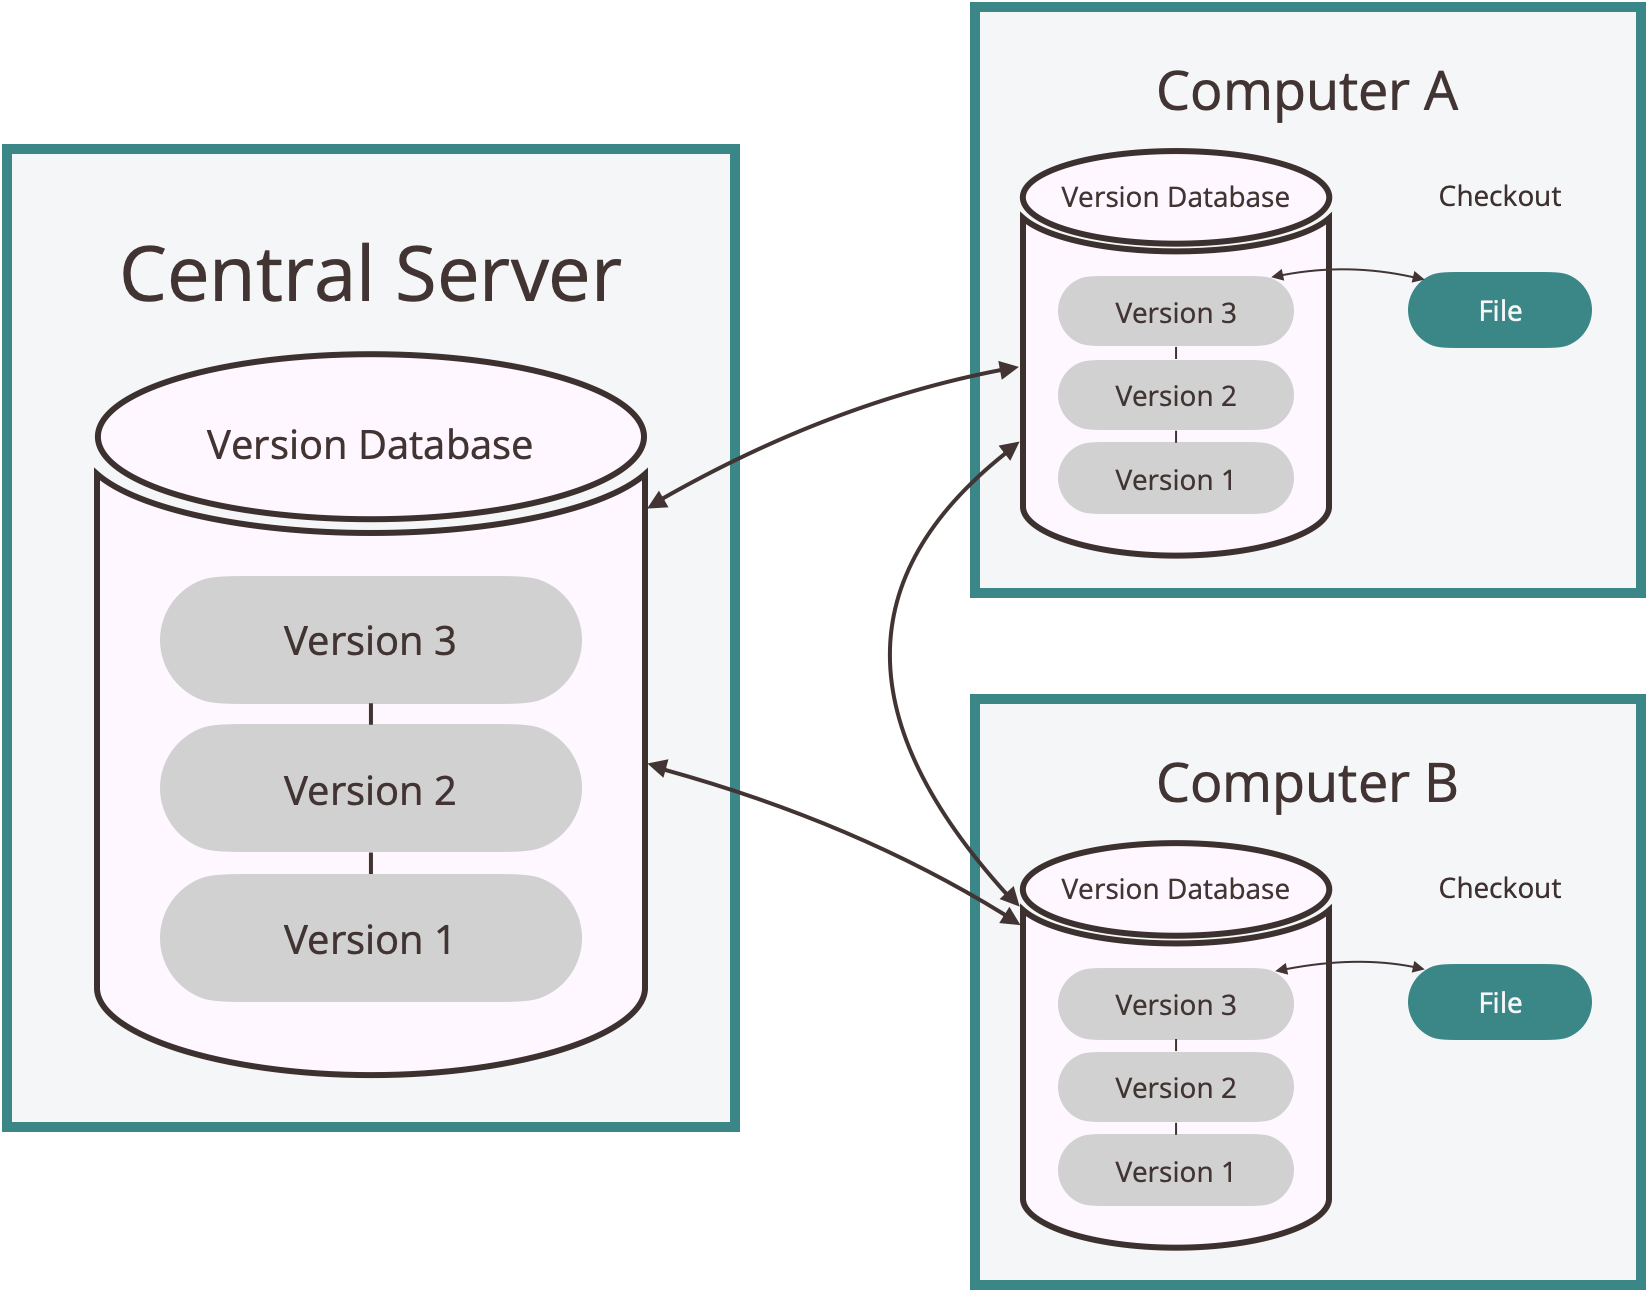 Central Server
Version Database
Version 3
Version 2
Version 1
Computer A
Version Database
Checkout
Version 3
File
Version 2
Version 1
Computer B
Version Database
Checkout
Version 3
File
Version 2
Version 1